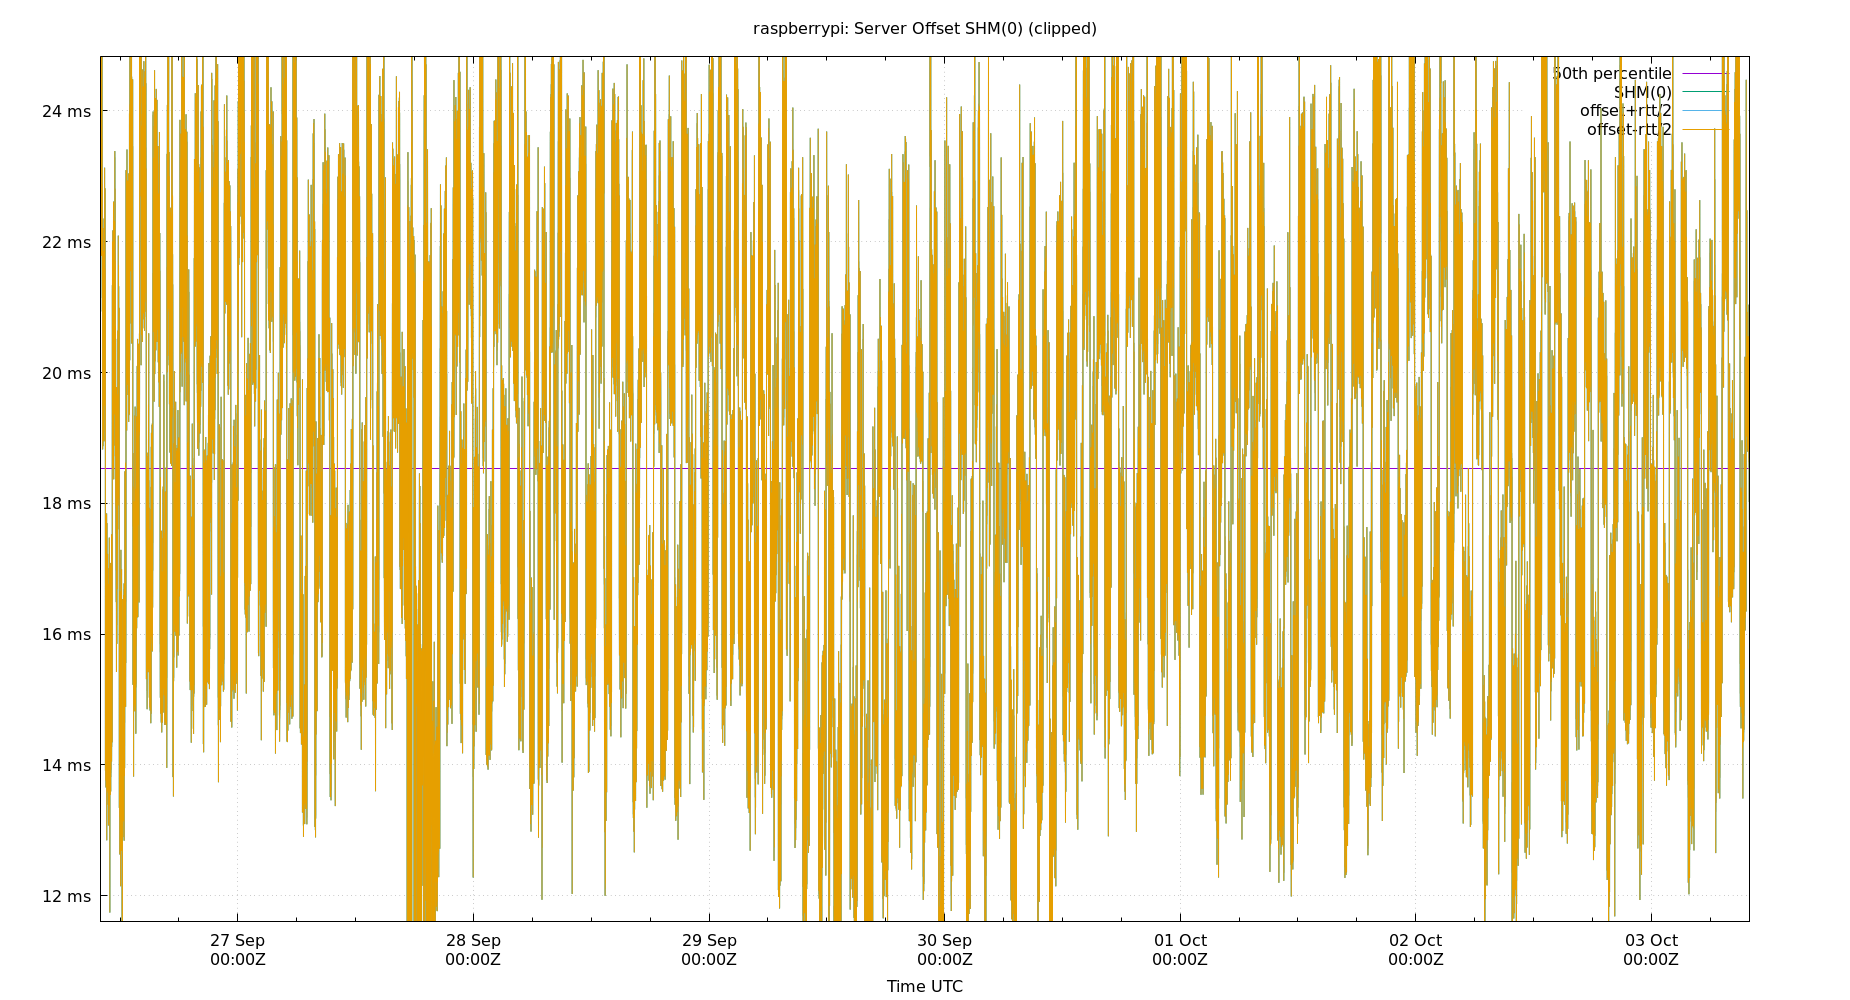 raspberrypi: Server Offset SHM(0) (clipped)
50th percentile
SHM(0)
offset+rtt/2
offset-rtt/2
24 ms
22 ms
20 ms
18 ms
16 ms
14 ms
12 ms
27 Sep 28 Sep 29 Sep 30 Sep 01 Oct 02 Oct 03 Oct
00:00Z 00:00Z 00:00Z 00:00Z 00:00Z 00:00Z 00:00Z
Time UTC